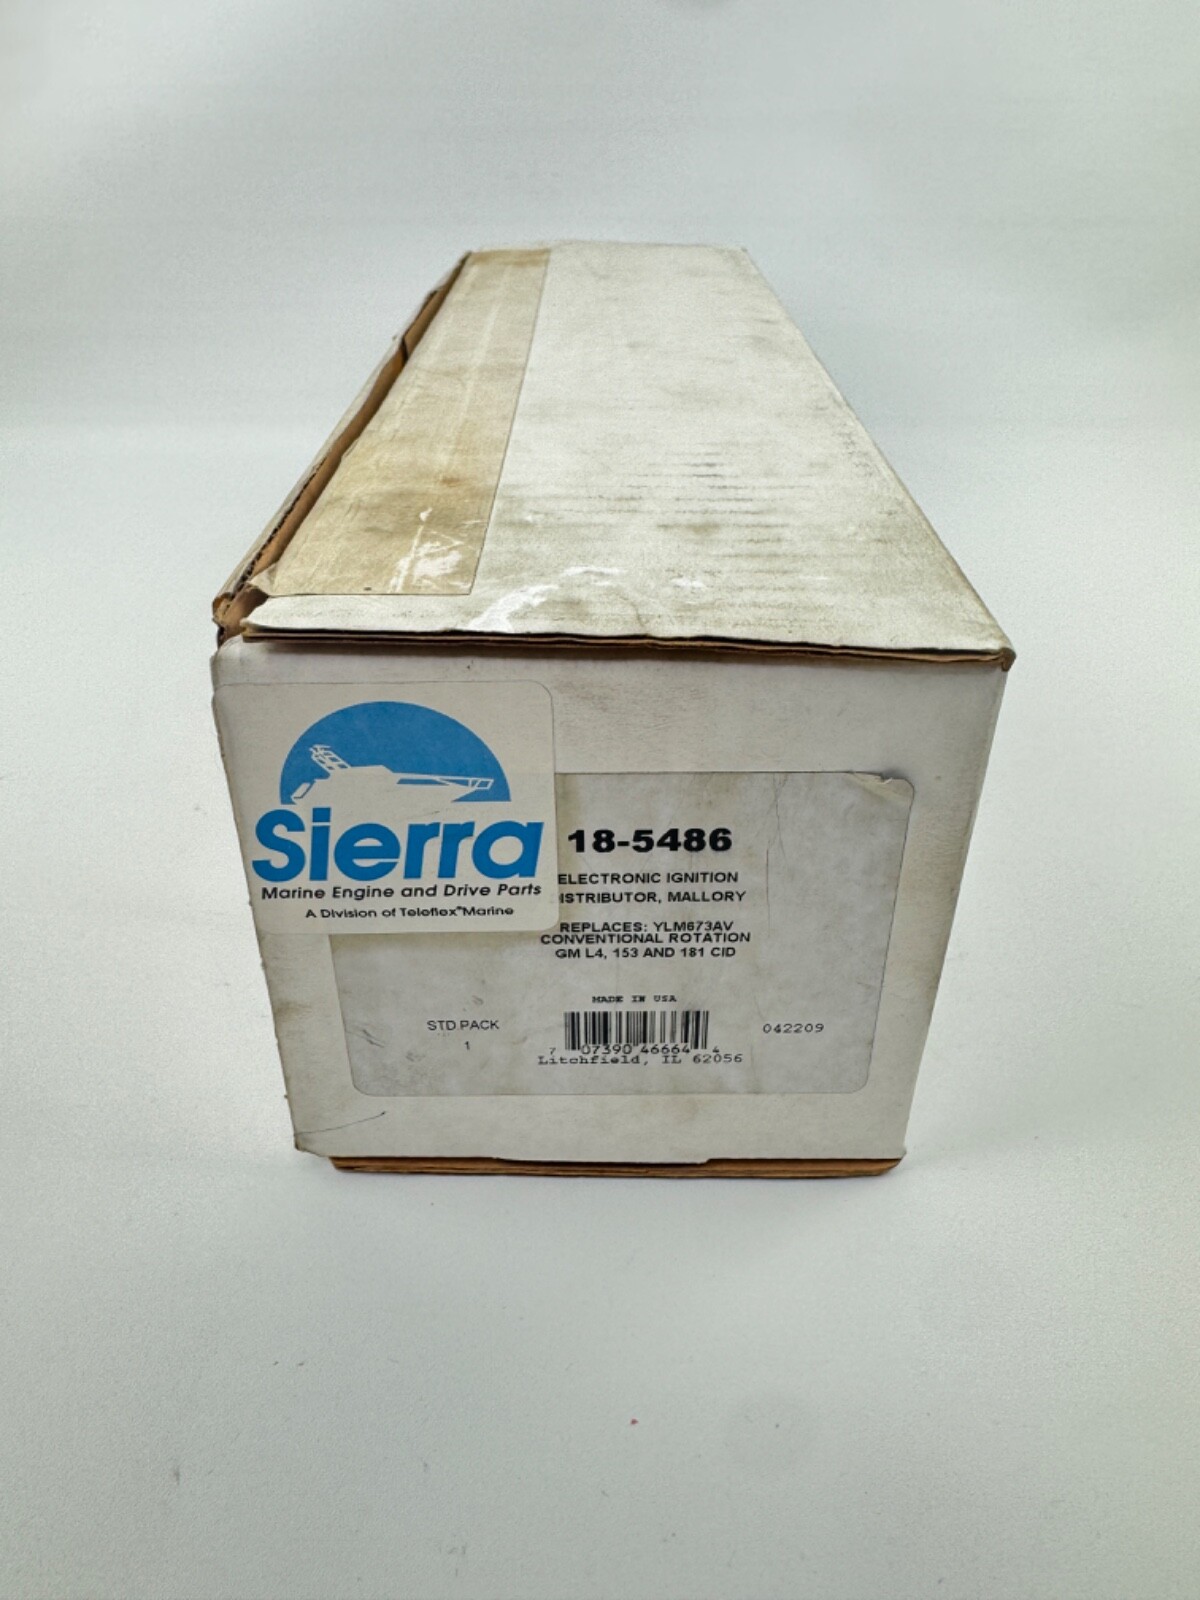 Sierra
Marine Engine and Drive Parts
A Division of Teleflex® Marine
18-5486
ELECTRONIC IGNITION
ISTRIBUTOR, MALLORY
REPLACES: YLM673AV
CONVENTIONAL ROTATION
GM L4, 153 AND 181 CID
MADE IN USA
STD.PACK
1
042209
7 07390 46664 4
Litchfield, IL 62056